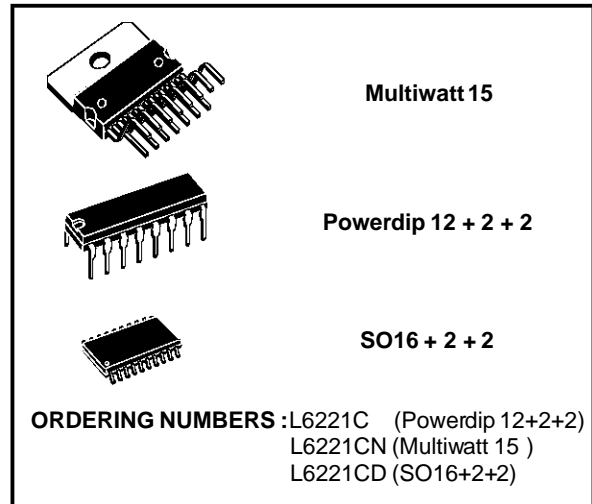 Multiwatt 15
Powerdip 12 + 2 + 2
SO16 + 2 + 2
ORDERING NUMBERS : L6221C (Powerdip 12+2+2)
L6221CN (Multiwatt 15 )
L6221CD (SO16+2+2)